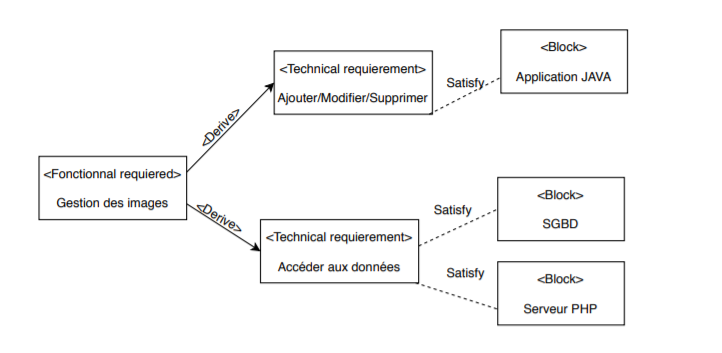 <Block>
Application JAVA
<Technical requierement>
Ajouter/Modifier/Supprimer
Satisfy
<Derive>
<Fonctionnal requiered>
Gestion des images
<Derive>
<Technical requierement>
Accéder aux données
Satisfy
<Block>
SGBD
Satisfy
<Block>
Serveur PHP